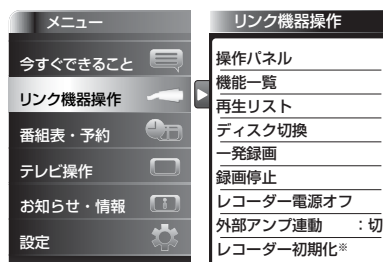 メニュー
今すぐできること
リンク機器操作
番組表・予約
テレビ操作
お知らせ・情報
設定
リンク機器操作
操作パネル
機能一覧
再生リスト
ディスク切換
一発録画
録画停止
レコーダー電源オフ
外部アンプ連動　：切
レコーダー初期化※